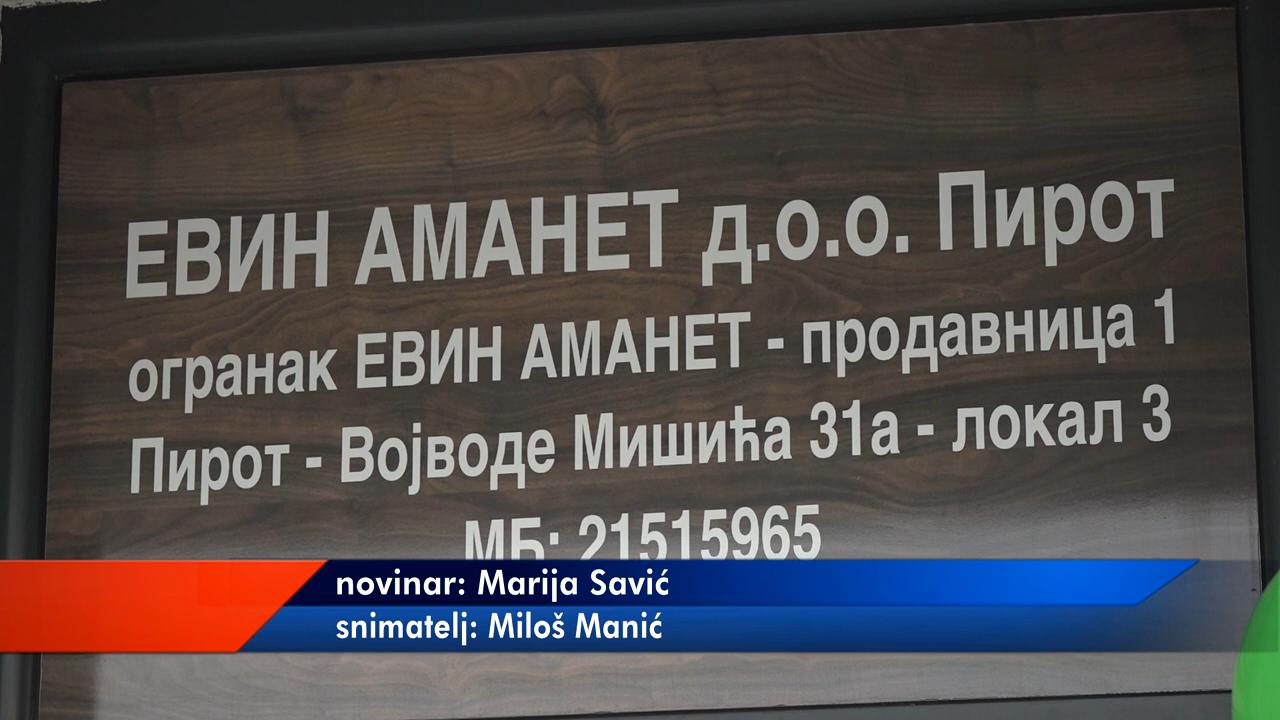 ЕВИН АМАНЕТ д.о.о. Пирот
огранак ЕВИН АМАНЕТ - продавница 1
Пирот - Војводе Мишића 31а - локал 3
МБ: 21515965
novinar: Marija Savić
snimatelj: Miloš Manić